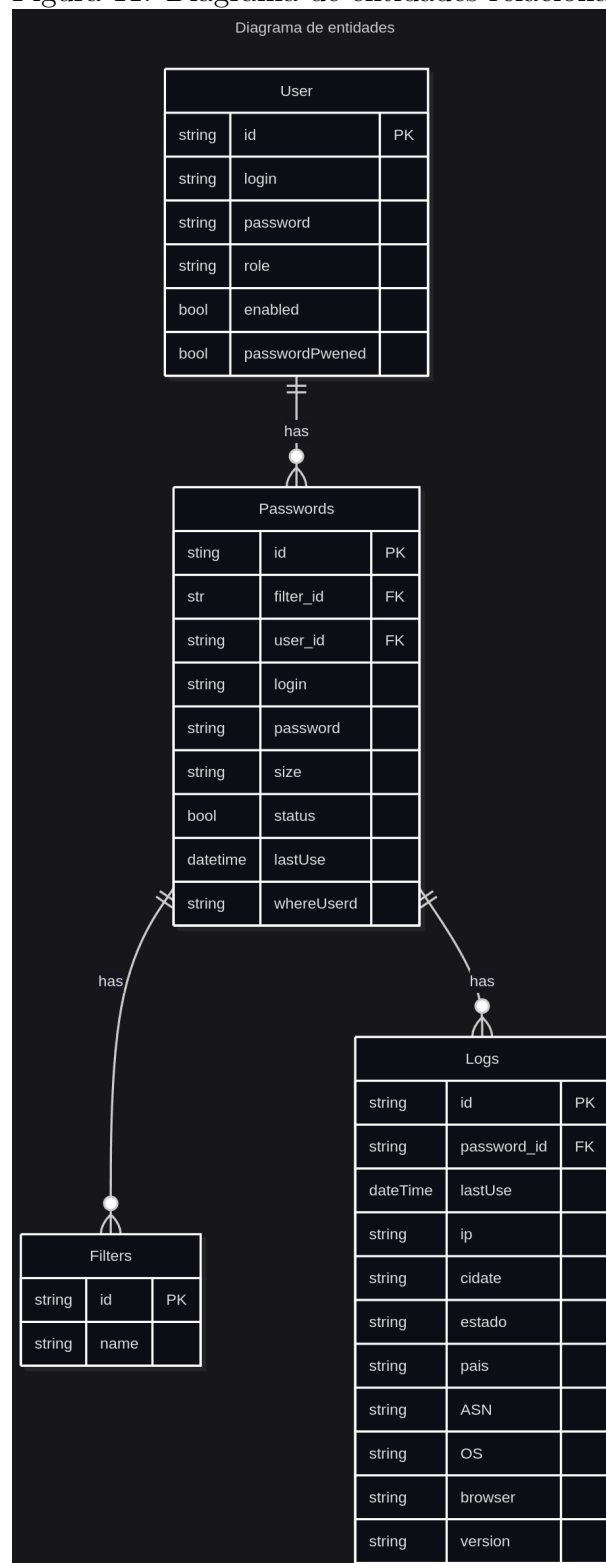 Diagrama de entidades
User
string id PK
string login
string password
string role
bool enabled
bool passwordPwened
has
Passwords
sting id PK
str filter_id FK
string user_id FK
string login
string password
string size
bool status
datetime lastUse
string whereUserd
has
has
Logs
string id PK
string password_id FK
dateTime lastUse
string ip
string cidate
string estado
string pais
string ASN
string OS
string browser
string version
Filters
string id PK
string name